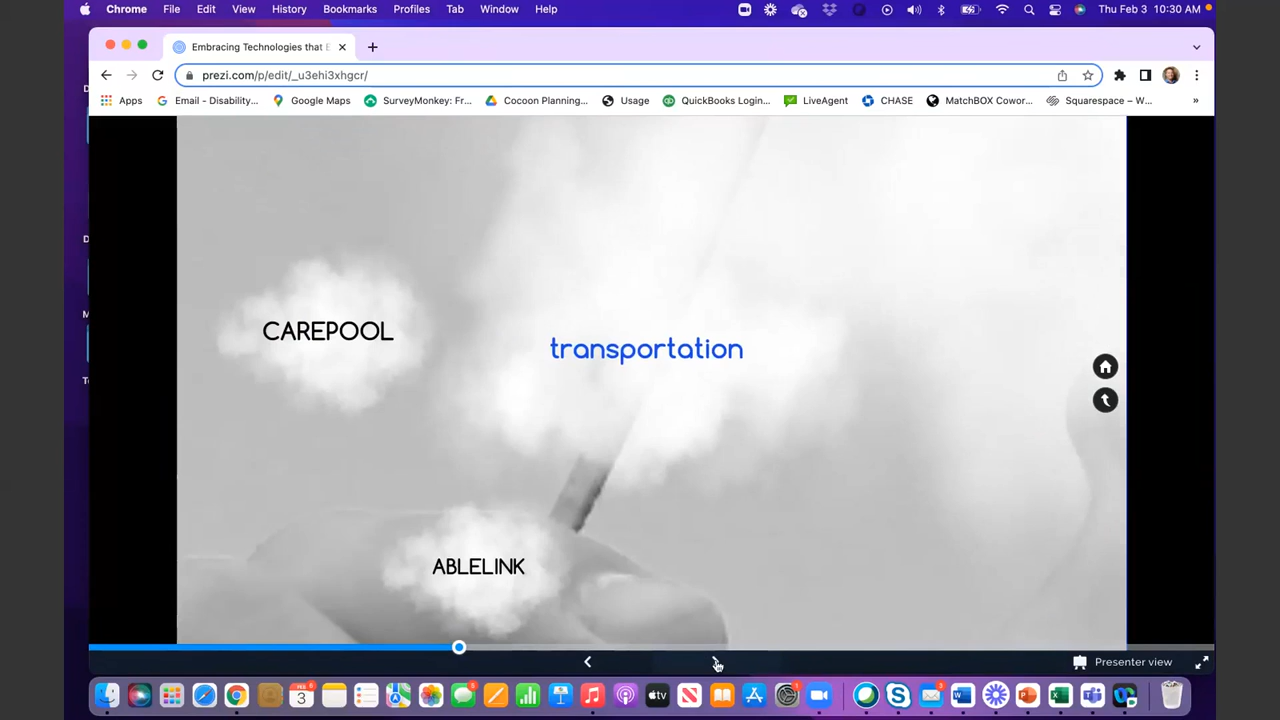 Chrome File Edit View History Bookmarks Profiles Tab Window Help Thu Feb 3 10:30 AM
Embracing Technologies that E
prezi.com/p/edit/_u3ehi3xhgcr/
Apps Email - Disability... Google Maps SurveyMonkey: Fr... Cocoon Planning... Usage QuickBooks Login... LiveAgent CHASE MatchBOX Cowor... Squarespace – W... »
CAREPOOL
transportation
ABLELINK
Presenter view